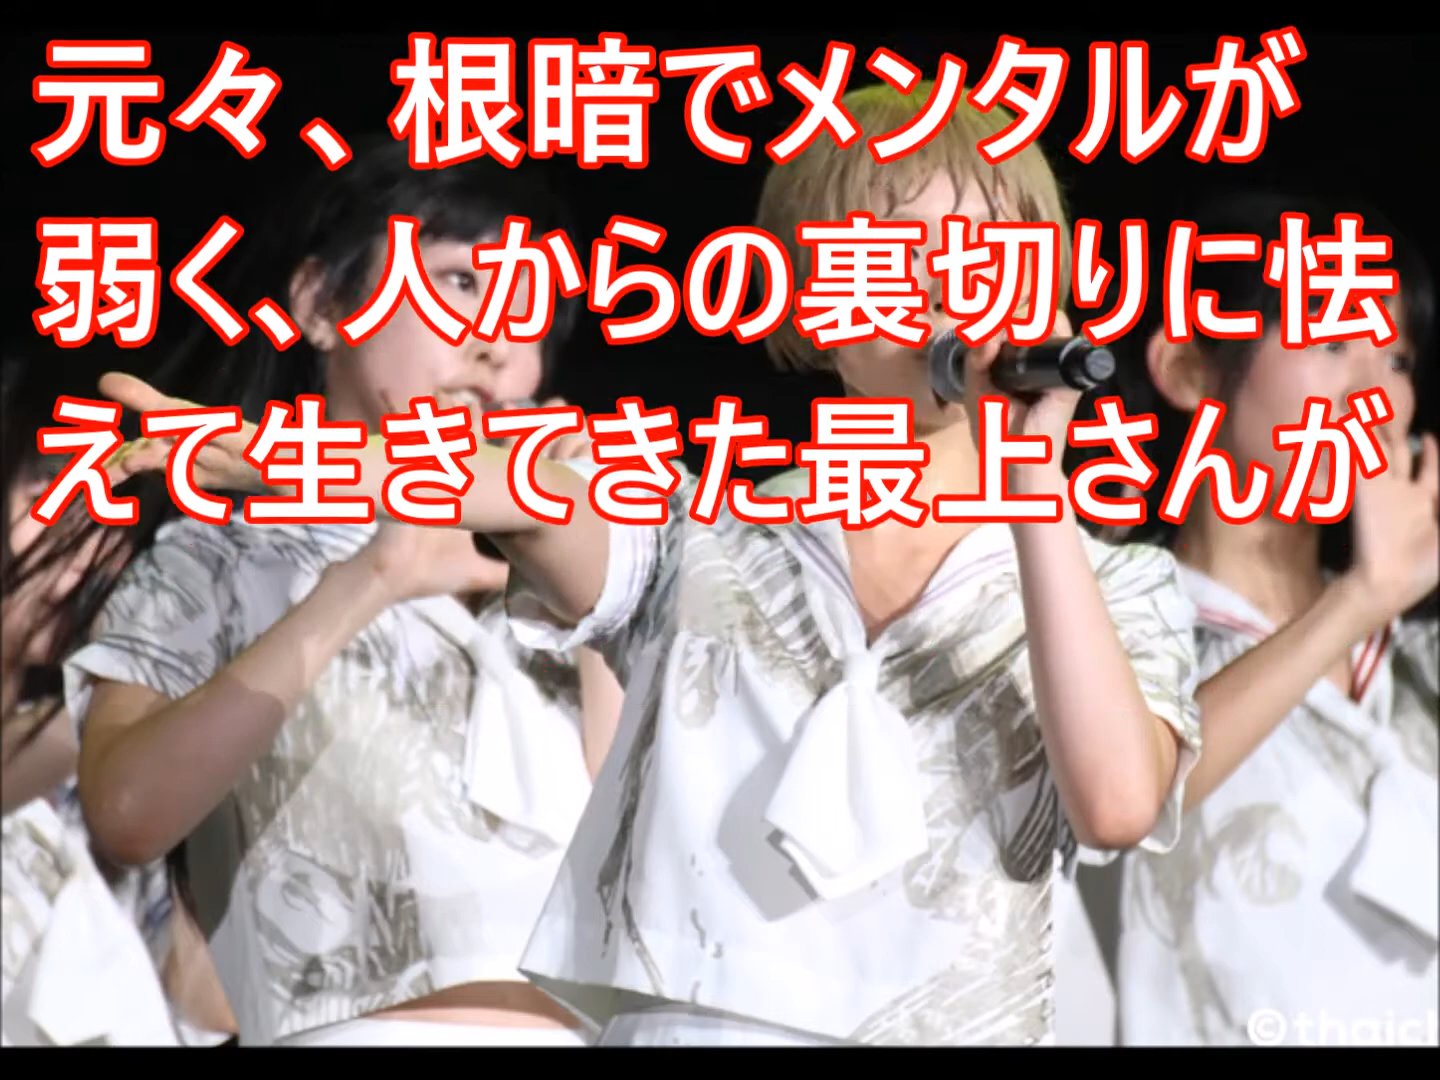 元々、根暗でメンタルが
弱く、人からの裏切りに怯
えて生きてきた最上さんが
©thaich